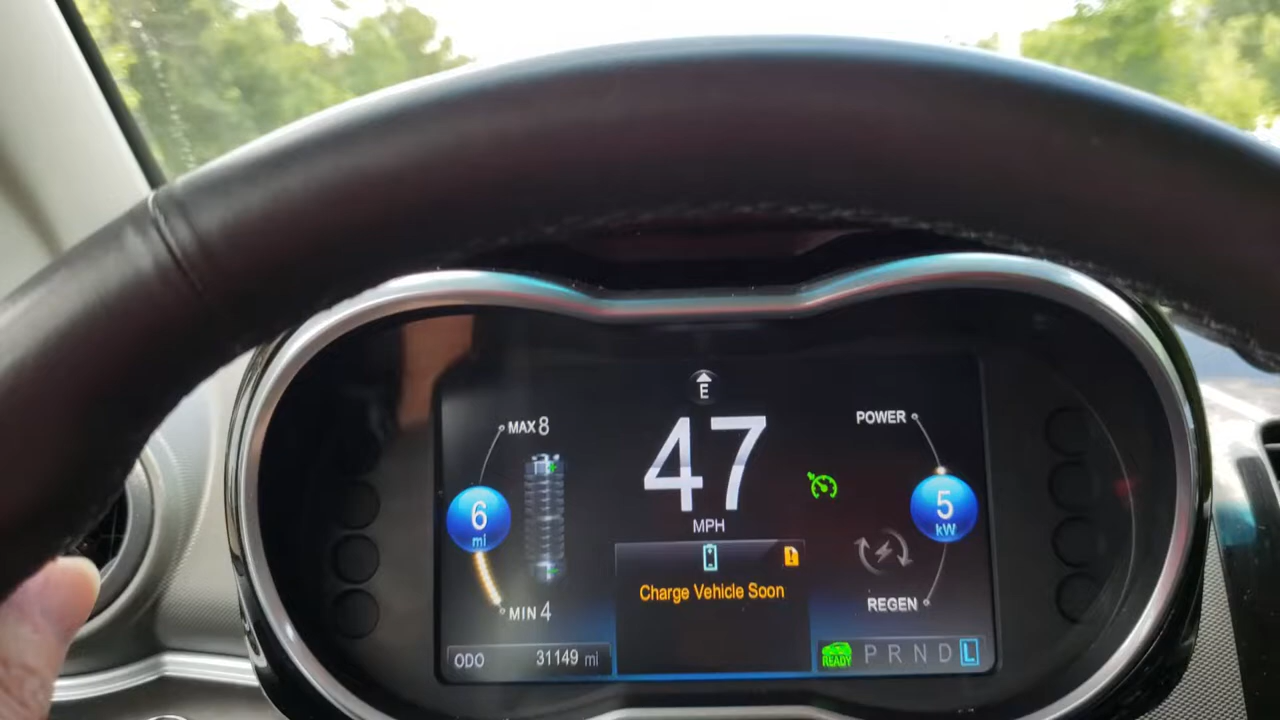 E
MAX 8
47
MPH
6
mi
MIN 4
POWER
5
kW
REGEN
Charge Vehicle Soon
ODO 31149 mi
READY P R N D L